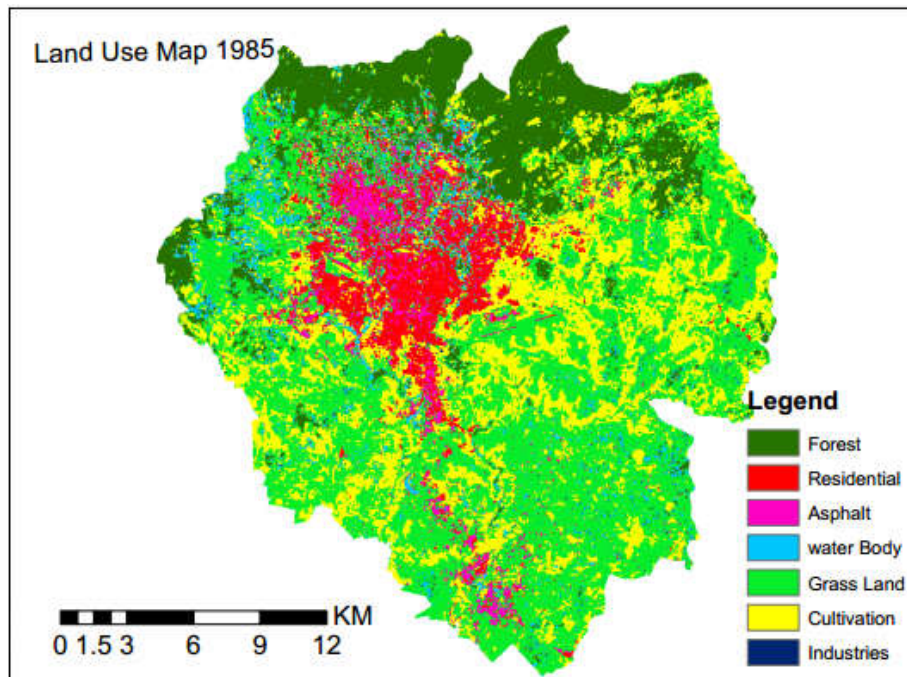 Land Use Map 1985
Legend
Forest
Residential
Asphalt
water Body
Grass Land
Cultivation
Industries
KM
0 1.5 3 6 9 12